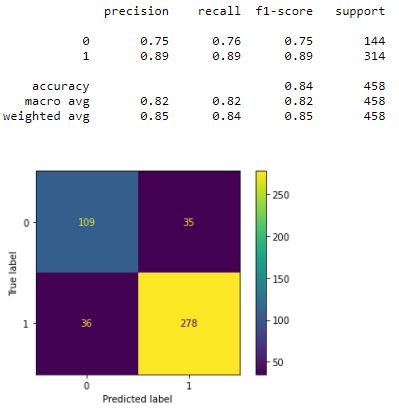 precision recall f1-score support
0 0.75 0.76 0.75 144
1 0.89 0.89 0.89 314
accuracy 0.84 458
macro avg 0.82 0.82 0.82 458
weighted avg 0.85 0.84 0.85 458
0
109
35
1
36
278
0
1
True label
Predicted label
250
200
150
100
50